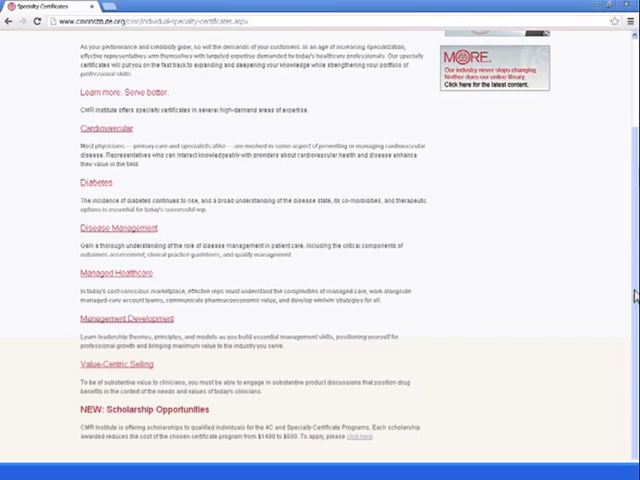 Specialty Certificates
www.cmrinstitute.org/cmr/individual-specialty-certificates.aspx
As your performance and credibility grow, so will the demands of your customers. In an age of increasing specialization,
effective representatives arm themselves with targeted expertise demanded by today's healthcare professionals. Our specialty
certificates will put you on the fast track to expanding and deepening your knowledge while strengthening your portfolio of
professional skills.
MORE.
Our industry never stops changing.
Neither does our online library.
Click here for the latest content.
Learn more. Serve better.
CMR Institute offers specialty certificates in several high-demand areas of expertise.
Cardiovascular
Most physicians — primary care and specialists alike — are involved in some aspect of preventing or managing cardiovascular
disease. Representatives who can interact knowledgeably with providers about cardiovascular health and disease enhance
their value in the field.
Diabetes
The incidence of diabetes continues to rise, and a broad understanding of the disease state, its co-morbidities, and therapeutic
options is essential for today's successful rep.
Disease Management
Gain a thorough understanding of the role of disease management in patient care, including the critical components of
outcomes assessment, clinical practice guidelines, and quality management.
Managed Healthcare
In today's cost-conscious marketplace, effective reps must understand the complexities of managed care, work alongside
managed-care account teams, communicate pharmacoeconomic value, and develop win/win strategies for all.
Management Development
Learn leadership theories, principles, and models as you build essential management skills, positioning yourself for
professional growth and bringing maximum value to the industry you serve.
Value-Centric Selling
To be of substantive value to clinicians, you must be able to engage in substantive product discussions that position drug
benefits in the context of the needs and values of today's clinicians.
NEW: Scholarship Opportunities
CMR Institute is offering scholarships to qualified individuals for the 4C and Specialty Certificate Programs. Each scholarship
awarded reduces the cost of the chosen certificate program from $1400 to $600. To apply, please click here.